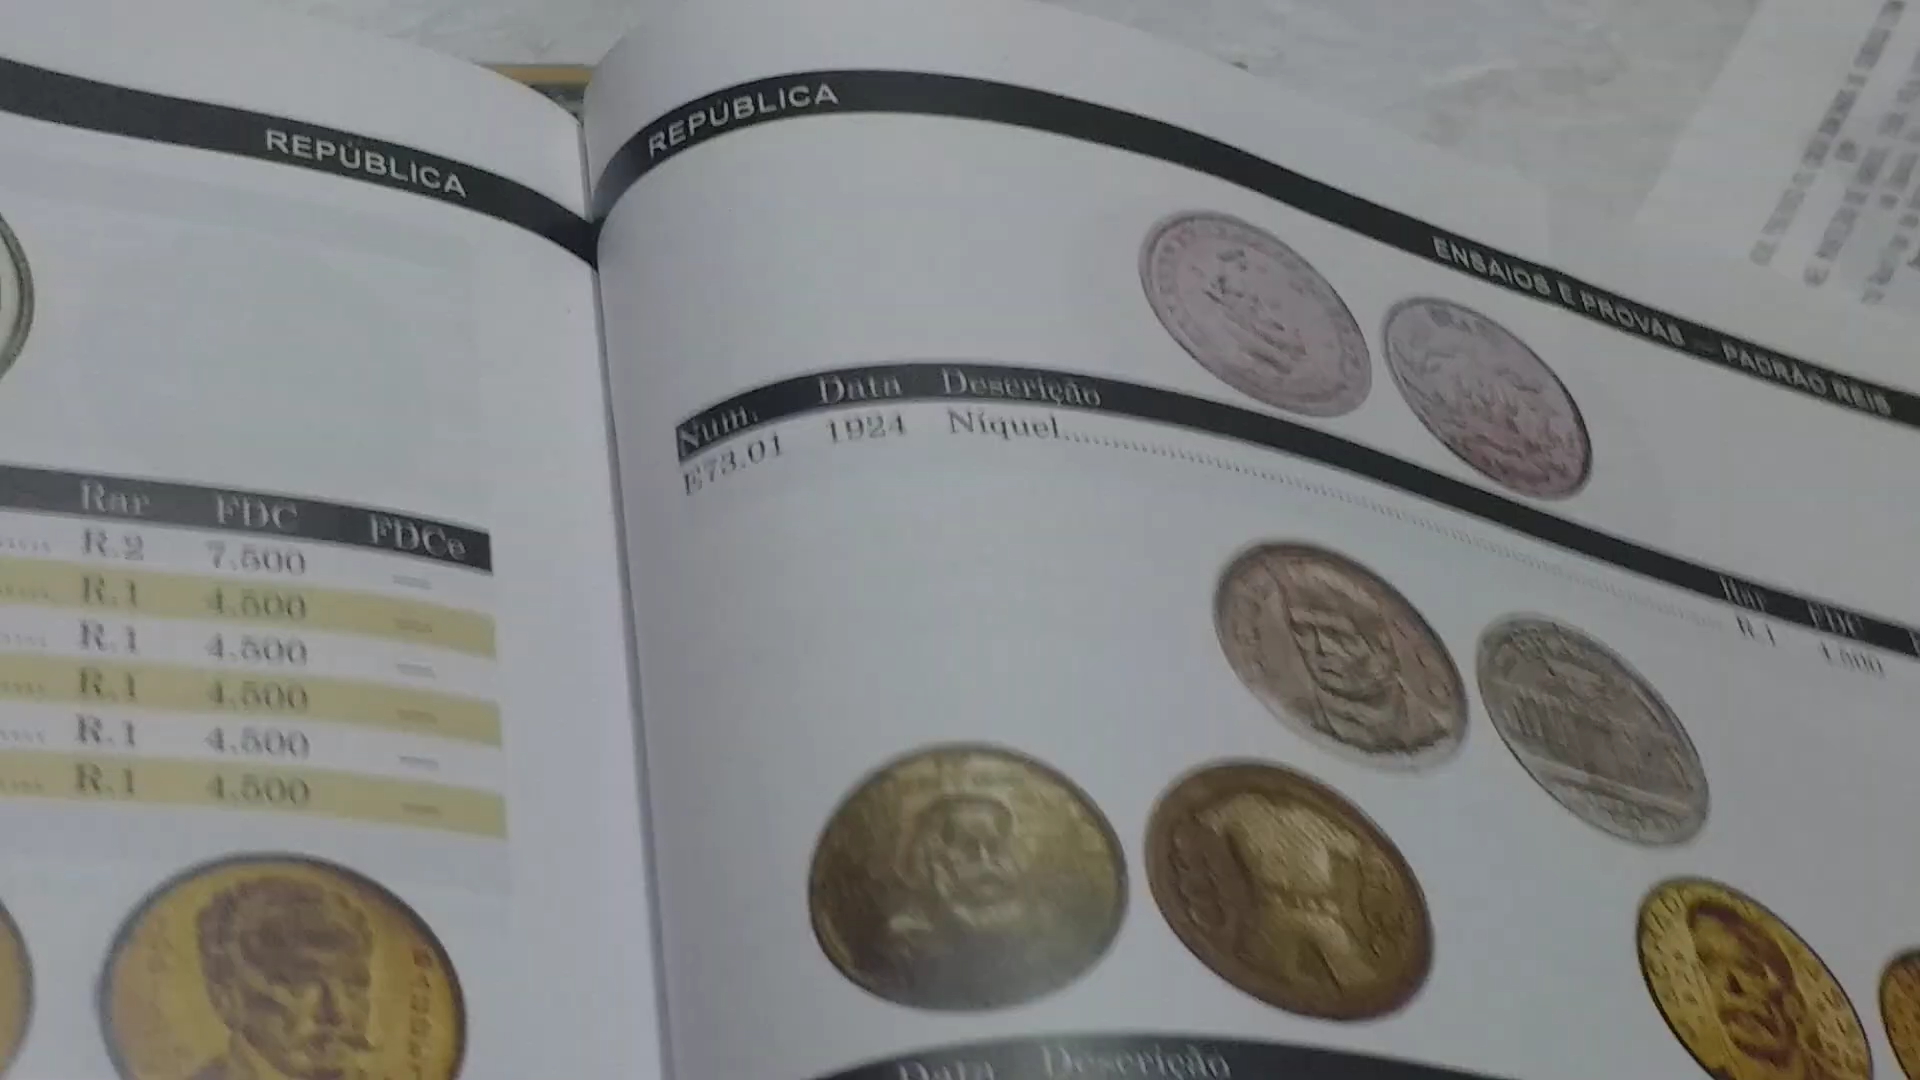 REPÚBLICA
Rar FDC FDCe
R.2 7.500 —
R.1 4.500 —
R.1 4.500 —
R.1 4.500 —
R.1 4.500 —
R.1 4.500 —
REPÚBLICA ENSAIOS E PROVAS — PADRÃO REIS
Num. Data Descrição Rar FDC
E73.01 1924 Níquel R.1 4.500
Data Descrição